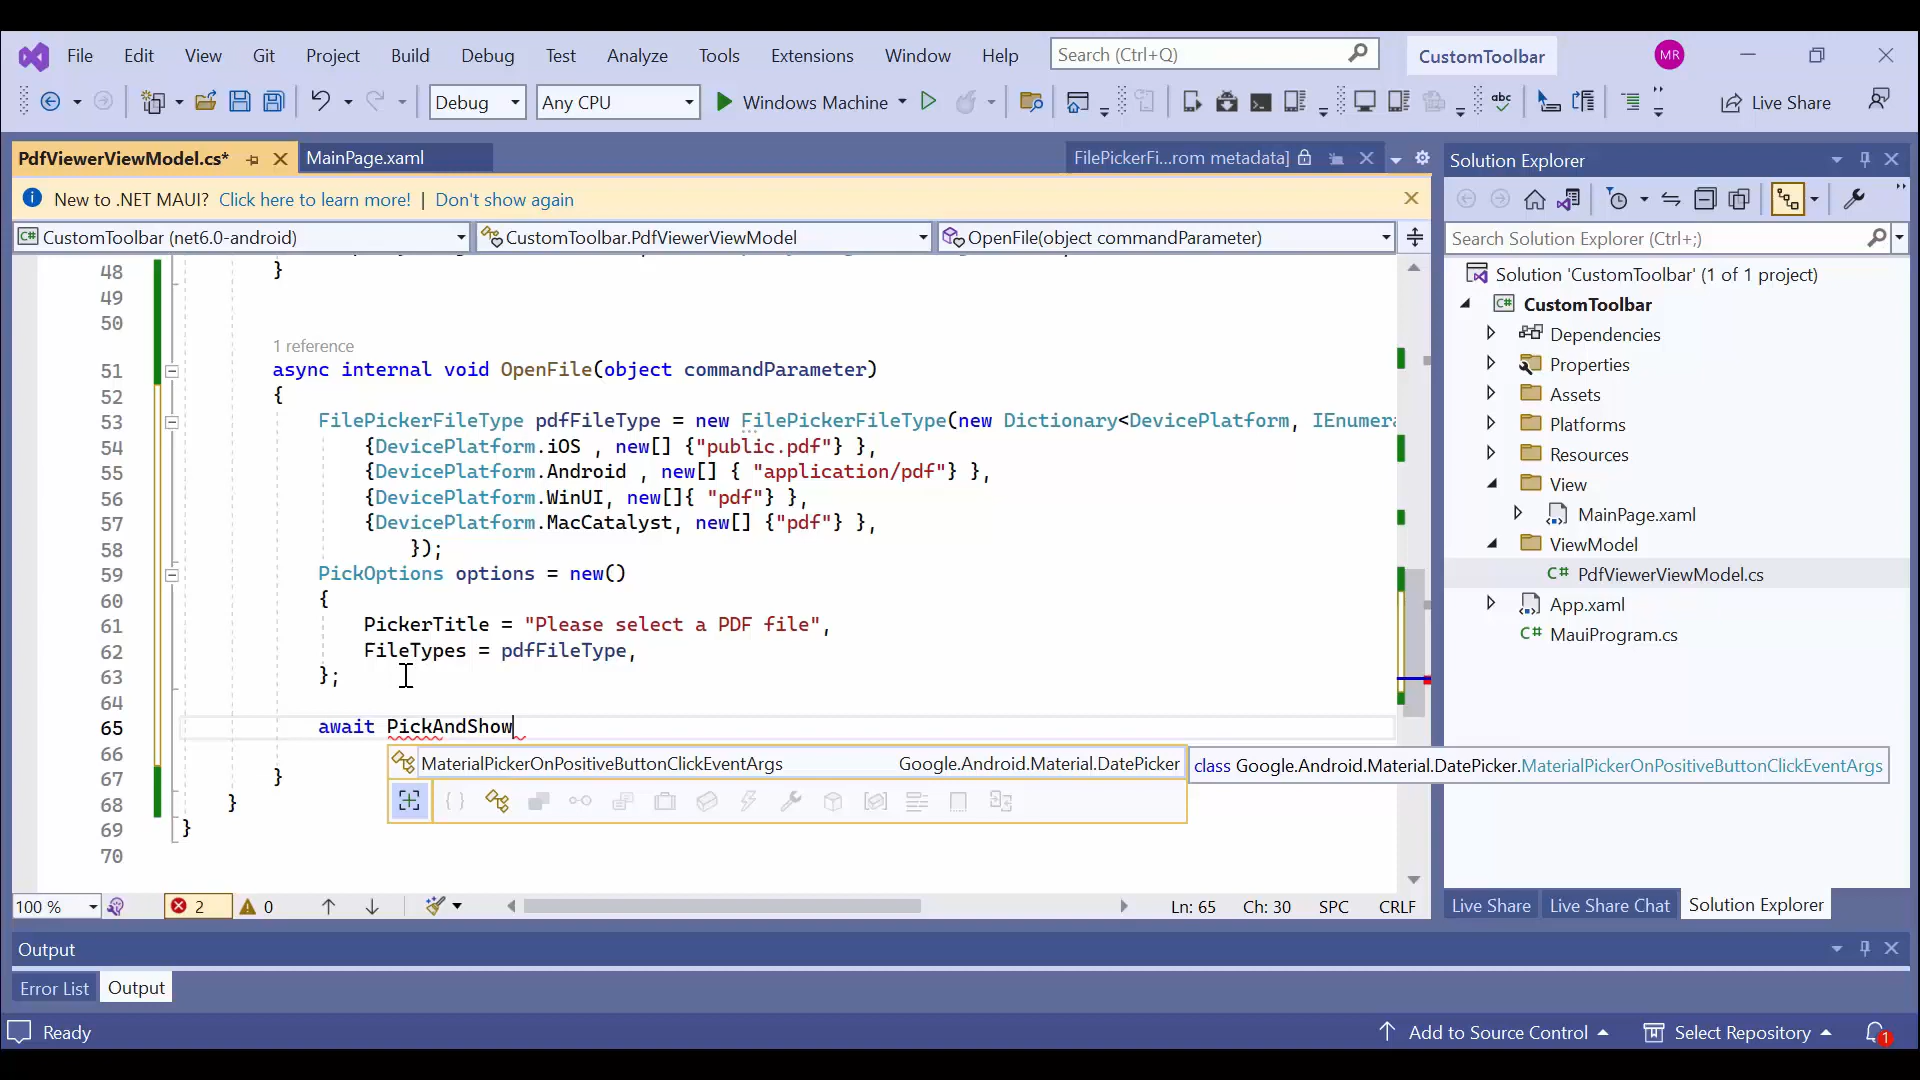 File Edit View Git Project Build Debug Test Analyze Tools Extensions Window Help Search (Ctrl+Q) CustomToolbar MR
Debug Any CPU Windows Machine abc Live Share
PdfViewerViewModel.cs* MainPage.xaml FilePickerFi...rom metadata]
New to .NET MAUI? Click here to learn more! | Don't show again
CustomToolbar (net6.0-android) CustomToolbar.PdfViewerViewModel OpenFile(object commandParameter)
48 }
49
50
1 reference
51 async internal void OpenFile(object commandParameter)
52 {
53 FilePickerFileType pdfFileType = new FilePickerFileType(new Dictionary<DevicePlatform, IEnumera
54 {DevicePlatform.iOS , new[] {"public.pdf"} },
55 {DevicePlatform.Android , new[] { "application/pdf"} },
56 {DevicePlatform.WinUI, new[]{ "pdf"} },
57 {DevicePlatform.MacCatalyst, new[] {"pdf"} },
58 });
59 PickOptions options = new()
60 {
61 PickerTitle = "Please select a PDF file",
62 FileTypes = pdfFileType,
63 };
64
65 await PickAndShow
MaterialPickerOnPositiveButtonClickEventArgs Google.Android.Material.DatePicker
class Google.Android.Material.DatePicker.MaterialPickerOnPositiveButtonClickEventArgs
66
67 }
68 }
69 }
70
100 % 2 0 Ln: 65 Ch: 30 SPC CRLF
Solution Explorer
Search Solution Explorer (Ctrl+;)
Solution 'CustomToolbar' (1 of 1 project)
C# CustomToolbar
Dependencies
Properties
Assets
Platforms
Resources
View
MainPage.xaml
ViewModel
C# PdfViewerViewModel.cs
App.xaml
C# MauiProgram.cs
Live Share Live Share Chat Solution Explorer
Output
Error List Output
Ready Add to Source Control Select Repository 1